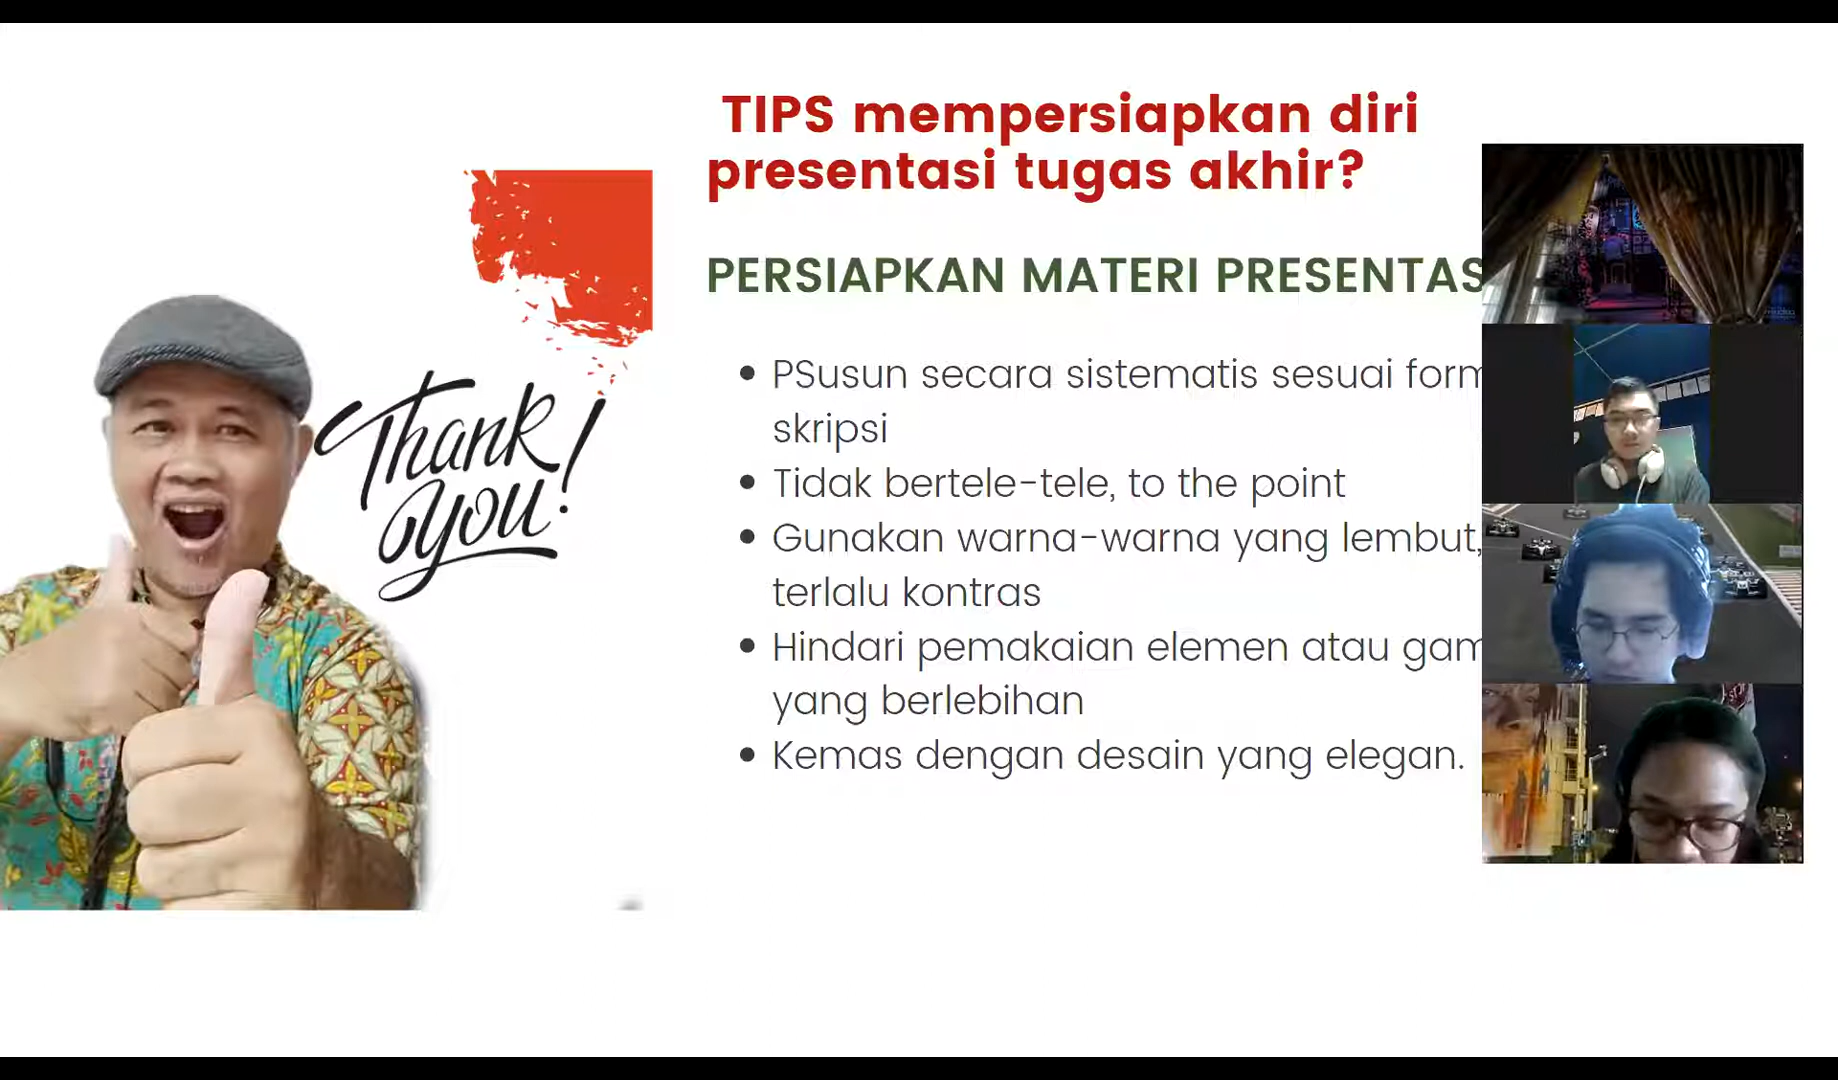 TIPS mempersiapkan diri
presentasi tugas akhir?
PERSIAPKAN MATERI PRESENTAS
PSusun secara sistematis sesuai form
skripsi
Tidak bertele-tele, to the point
Gunakan warna-warna yang lembut,
terlalu kontras
Hindari pemakaian elemen atau gam
yang berlebihan
Kemas dengan desain yang elegan.
Thank
you!